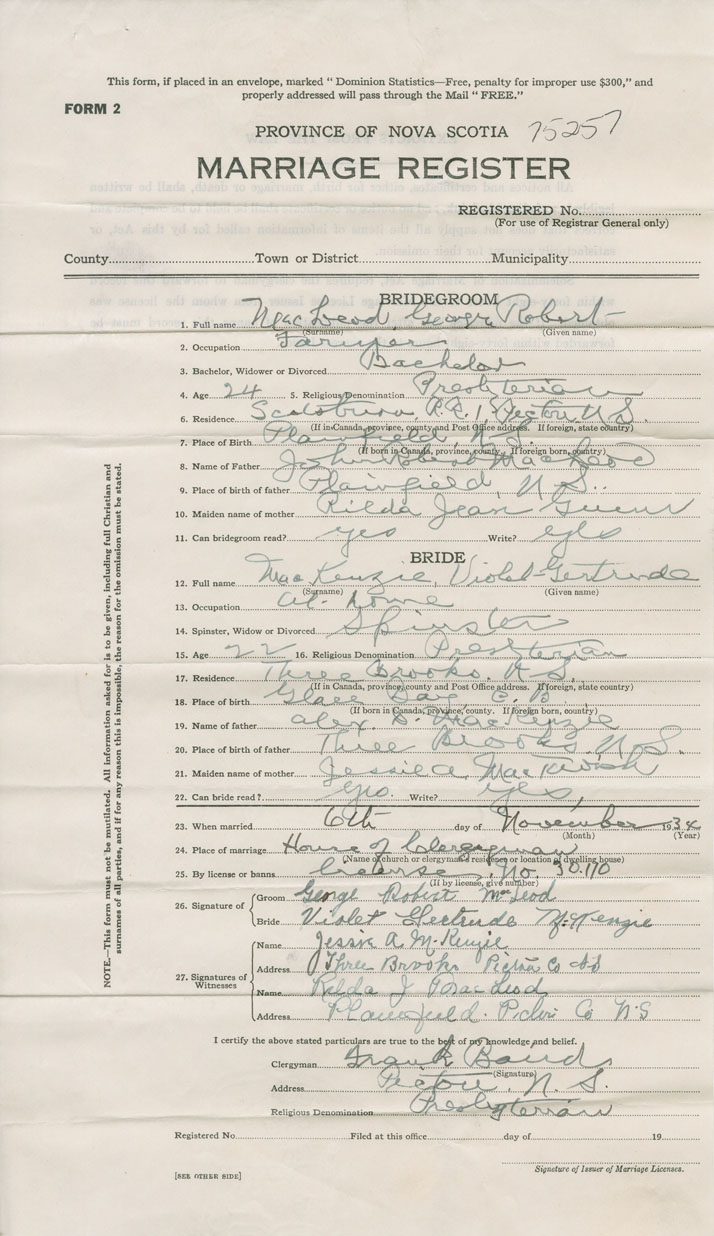 This form, if placed in an envelope, marked " Dominion Statistics—Free, penalty for improper use $300," and
properly addressed will pass through the Mail " FREE."
FORM 2
PROVINCE OF NOVA SCOTIA 75257
MARRIAGE REGISTER
REGISTERED No.
(For use of Registrar General only)
County Town or District Municipality
BRIDEGROOM
1. Full name MacLeod, George Robert
(Surname) (Given name)
2. Occupation Farmer
3. Bachelor, Widower or Divorced Bachelor
4. Age 24 5. Religious Denomination Presbyterian
6. Residence Scotsburn R.R. 1, Pictou N S.
(If in Canada, province, county and Post Office address. If foreign, state country)
7. Place of Birth Plainfield, N S.
(If born in Canada, province, county. If foreign born, country)
8. Name of Father John MacLeod
9. Place of birth of father Plainfield, N S.
10. Maiden name of mother Rilda Jean
11. Can bridegroom read? yes Write? yes
BRIDE
12. Full name MacKenzie, Violet Gertrude
(Surname) (Given name)
13. Occupation at home
14. Spinster, Widow or Divorced Spinster
15. Age 22 16. Religious Denomination Presbyterian
17. Residence Three Brooks, N S.
(If in Canada, province, county and Post Office address. If foreign, state country)
18. Place of birth Glace Bay C. B.
(If born in Canada, province, county. If foreign born, country)
19. Name of father Alex D. MacKenzie
20. Place of birth of father Three Brooks, N. S.
21. Maiden name of mother Jessie A MacKintosh
22. Can bride read? yes. Write? yes,
23. When married 6th day of November 1934
(Month) (Year)
24. Place of marriage House of Clergyman
(Name of church or clergyman's residence or location of dwelling house)
25. By license or banns License, No. 30,110
(If by license, give number)
26. Signature of Groom George Robert McLeod
Bride Violet Gertrude McKenzie
27. Signatures of Witnesses
Name Jessie A. McKenzie
Address Three Brooks Pictou Co NS
Name Rilda J MacLeod
Address Plainfield. Pictou Co N S
I certify the above stated particulars are true to the best of my knowledge and belief.
Clergyman Frank Baird
(Signature)
Address Pictou, N. S.
Religious Denomination Presbyterian
Registered No. Filed at this office day of 19
Signature of Issuer of Marriage Licenses.
[SEE OTHER SIDE]
NOTE.—This form must not be mutilated. All information asked for is to be given, including full Christian and
surnames of all parties, and if for any reason this is impossible, the reason for the omission must be stated.